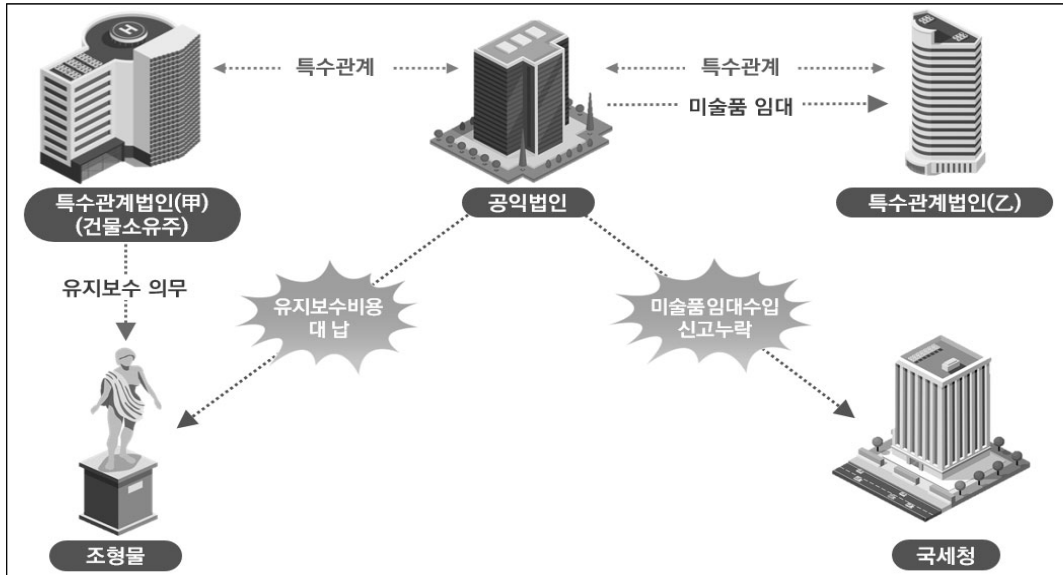 특수관계
특수관계
미술품 임대
특수관계법인(甲)
(건물소유주)
공익법인
특수관계법인(乙)
유지보수 의무
유지보수비용
대 납
미술품 임대수입
신고누락
조형물
국세청